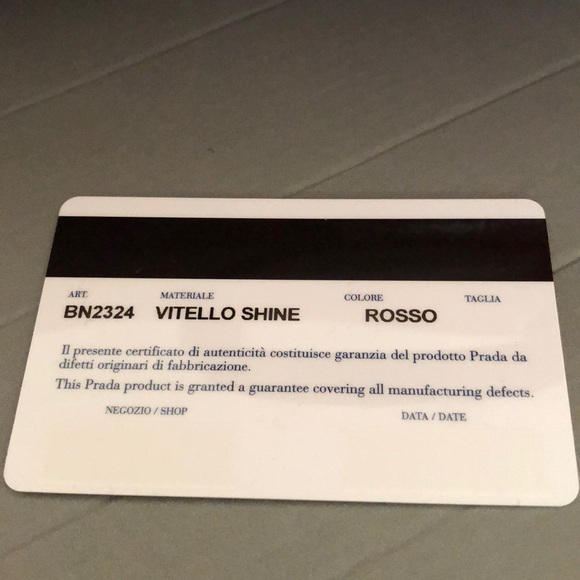 ART. MATERIALE COLORE TAGLIA
BN2324 VITELLO SHINE ROSSO
Il presente certificato di autenticità costituisce garanzia del prodotto Prada da
difetti originari di fabbricazione.
This Prada product is granted a guarantee covering all manufacturing defects.
NEGOZIO / SHOP DATA / DATE